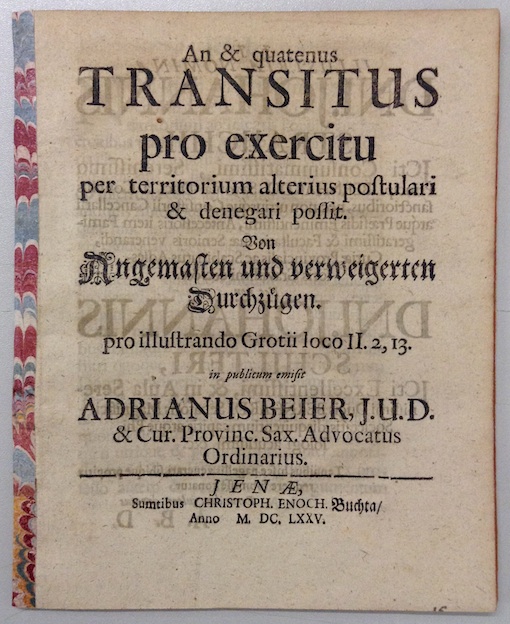 An & quatenus
TRANSITUS
pro exercitu
per territorium alterius poſtulari
& denegari poſſit.
Von
Angemaſten und verweigerten
Durchzügen.
pro illuſtrando Grotii loco II. 2, 13.
in publicum emiſit
ADRIANUS BEIER, J.U.D.
& Cur. Provinc. Sax. Advocatus
Ordinarius.
JENÆ,
Sumtibus CHRISTOPH. ENOCH. Buchta/
Anno M. DC. LXXV.